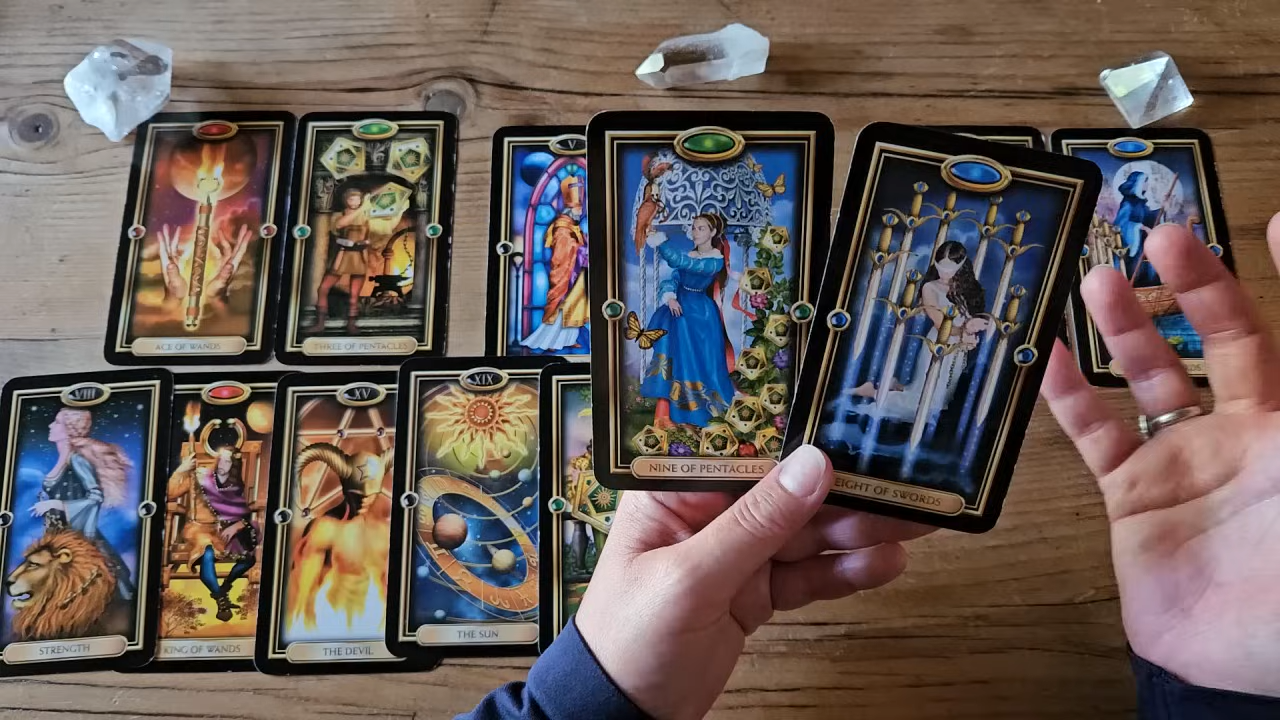 ACE OF WANDS
THREE OF PENTACLES
V
NINE OF PENTACLES
EIGHT OF SWORDS
VIII
STRENGTH
KING OF WANDS
XV
THE DEVIL
XIX
THE SUN